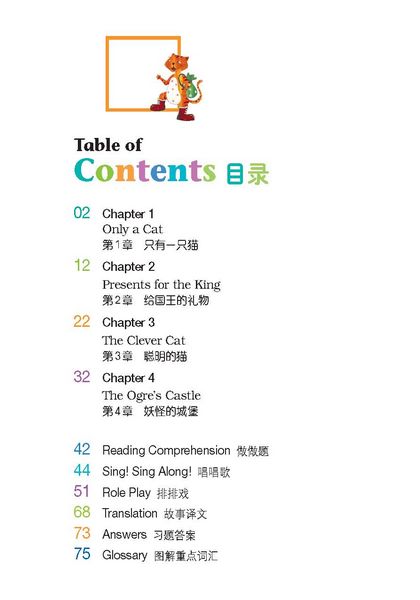 Table of
Contents 目录
02 Chapter 1
Only a Cat
第1章 只有一只猫
12 Chapter 2
Presents for the King
第2章 给国王的礼物
22 Chapter 3
The Clever Cat
第3章 聪明的猫
32 Chapter 4
The Ogre's Castle
第4章 妖怪的城堡
42 Reading Comprehension 做做题
44 Sing! Sing Along! 唱唱歌
51 Role Play 排排戏
68 Translation 故事译文
73 Answers 习题答案
75 Glossary 图解重点词汇